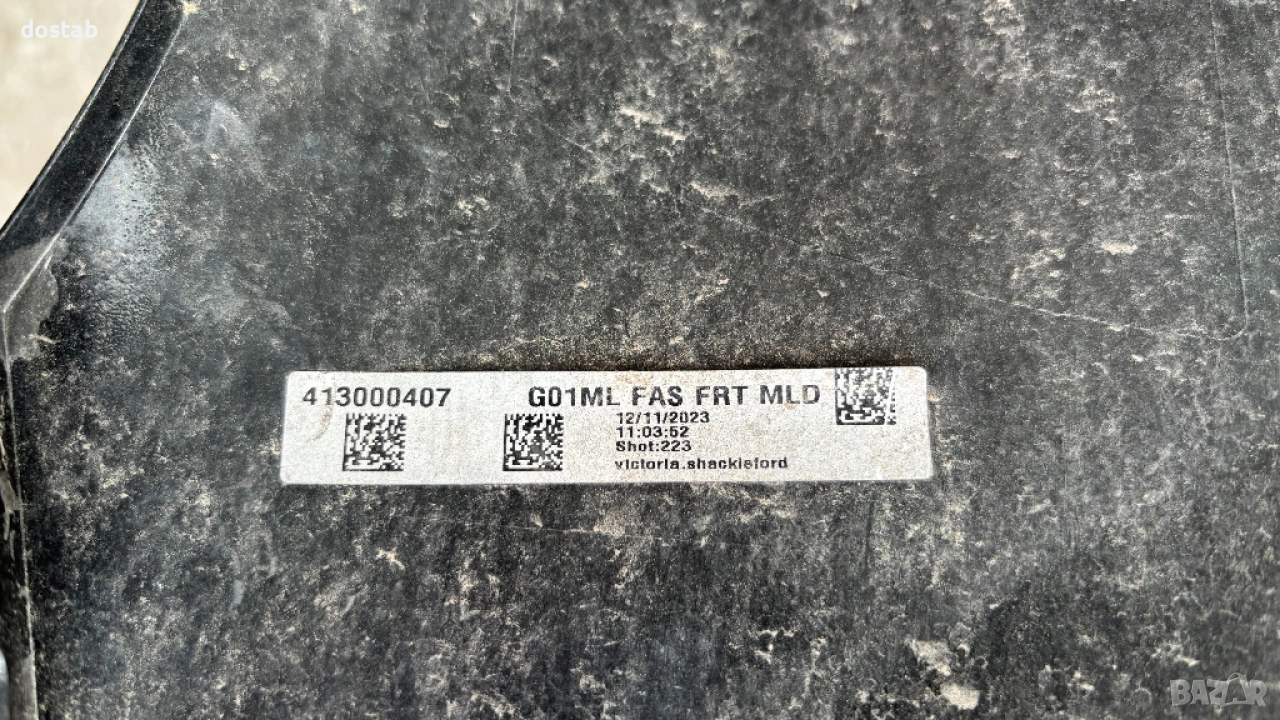 dostab
413000407
G01ML FAS FRT MLD
12/11/2023
11:03:52
Shot:223
victoria.shackleford
BAZAR